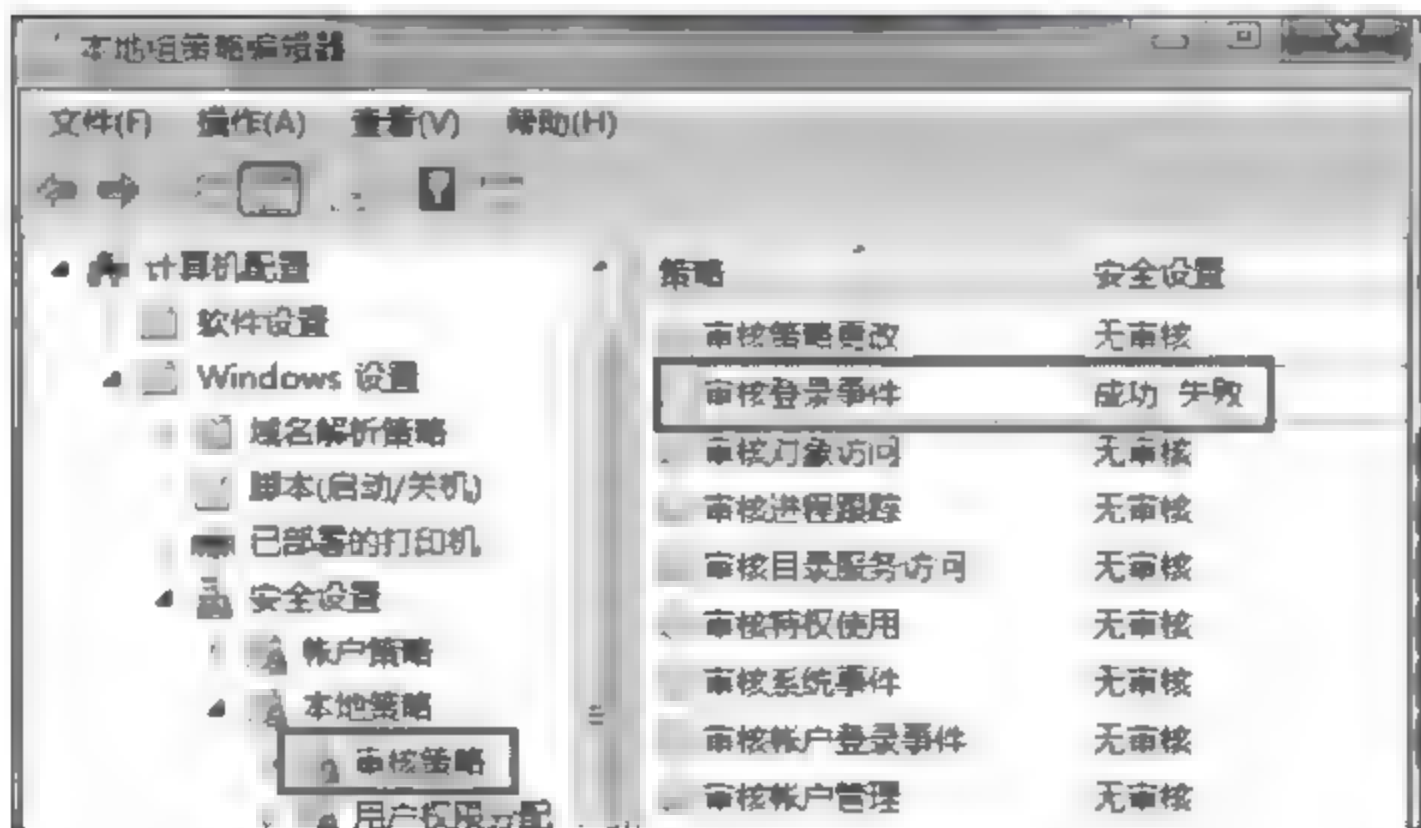 本地组策略编辑器
文件(F) 操作(A) 查看(V) 帮助(H)
计算机配置
软件设置
Windows 设置
域名解析策略
脚本(启动/关机)
已部署的打印机
安全设置
帐户策略
本地策略
审核策略
用户权限分配
策略 安全设置
审核策略更改 无审核
审核登录事件 成功 失败
审核对象访问 无审核
审核进程跟踪 无审核
审核目录服务访问 无审核
审核特权使用 无审核
审核系统事件 无审核
审核帐户登录事件 无审核
审核帐户管理 无审核